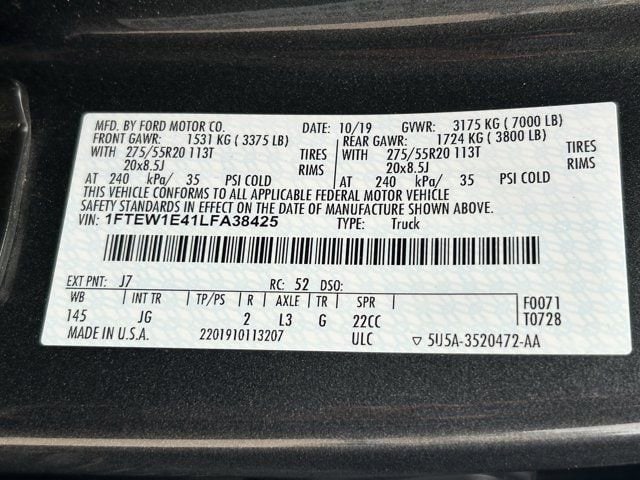 MFD. BY FORD MOTOR CO. DATE: 10/19 GVWR: 3175 KG ( 7000 LB)
FRONT GAWR: 1531 KG ( 3375 LB) REAR GAWR: 1724 KG ( 3800 LB)
WITH 275/55R20 113T TIRES WITH 275/55R20 113T TIRES
20x8.5J RIMS 20x8.5J RIMS
AT 240 kPa/ 35 PSI COLD AT 240 kPa/ 35 PSI COLD
THIS VEHICLE CONFORMS TO ALL APPLICABLE FEDERAL MOTOR VEHICLE
SAFETY STANDARDS IN EFFECT ON THE DATE OF MANUFACTURE SHOWN ABOVE.
VIN: 1FTEW1E41LFA38425 TYPE: Truck
EXT PNT: J7 RC: 52 DSO:
WB INT TR TP/PS R AXLE TR SPR F0071
145 JG 2 L3 G 22CC T0728
MADE IN U.S.A. 2201910113207 ULC ▽ 5U5A-3520472-AA